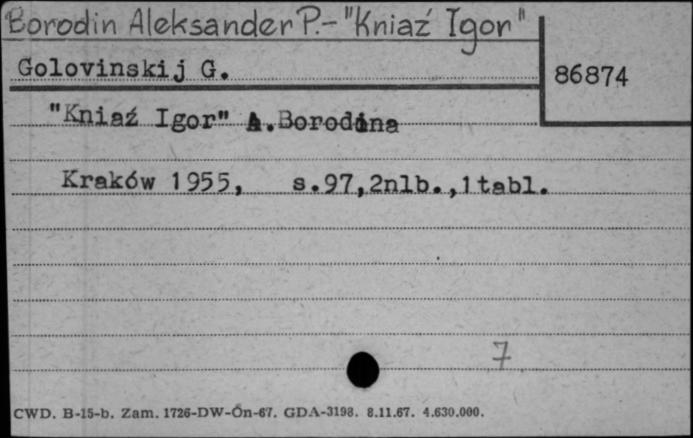 Borodin Aleksander P.-"Kniaź Igor"
Golovinskij G.
86874
"Kniaź Igor" A.Borodina
Kraków 1955, s.97,2nlb.,1tabl.
7
CWD. B-15-b. Zam. 1726-DW-Ón-67. GDA-3198. 8.11.67. 4.630.000.